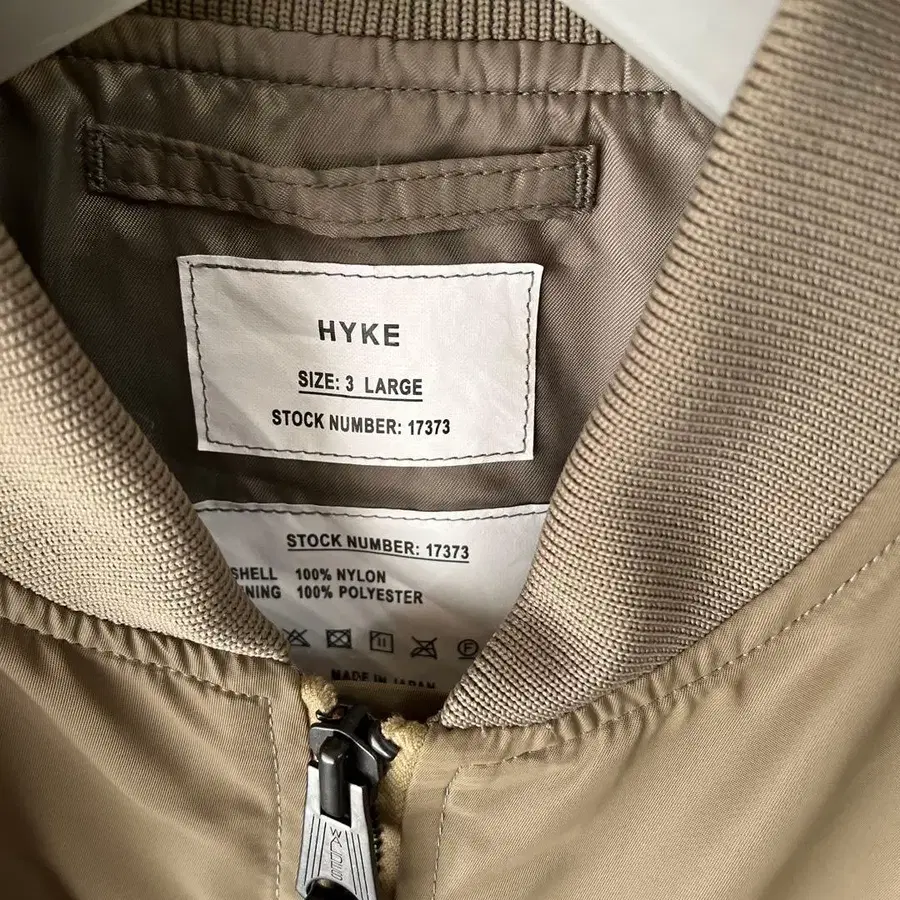 HYKE
SIZE: 3 LARGE
STOCK NUMBER: 17373
STOCK NUMBER: 17373
SHELL 100% NYLON
NING 100% POLYESTER
F
MADE IN JAPAN